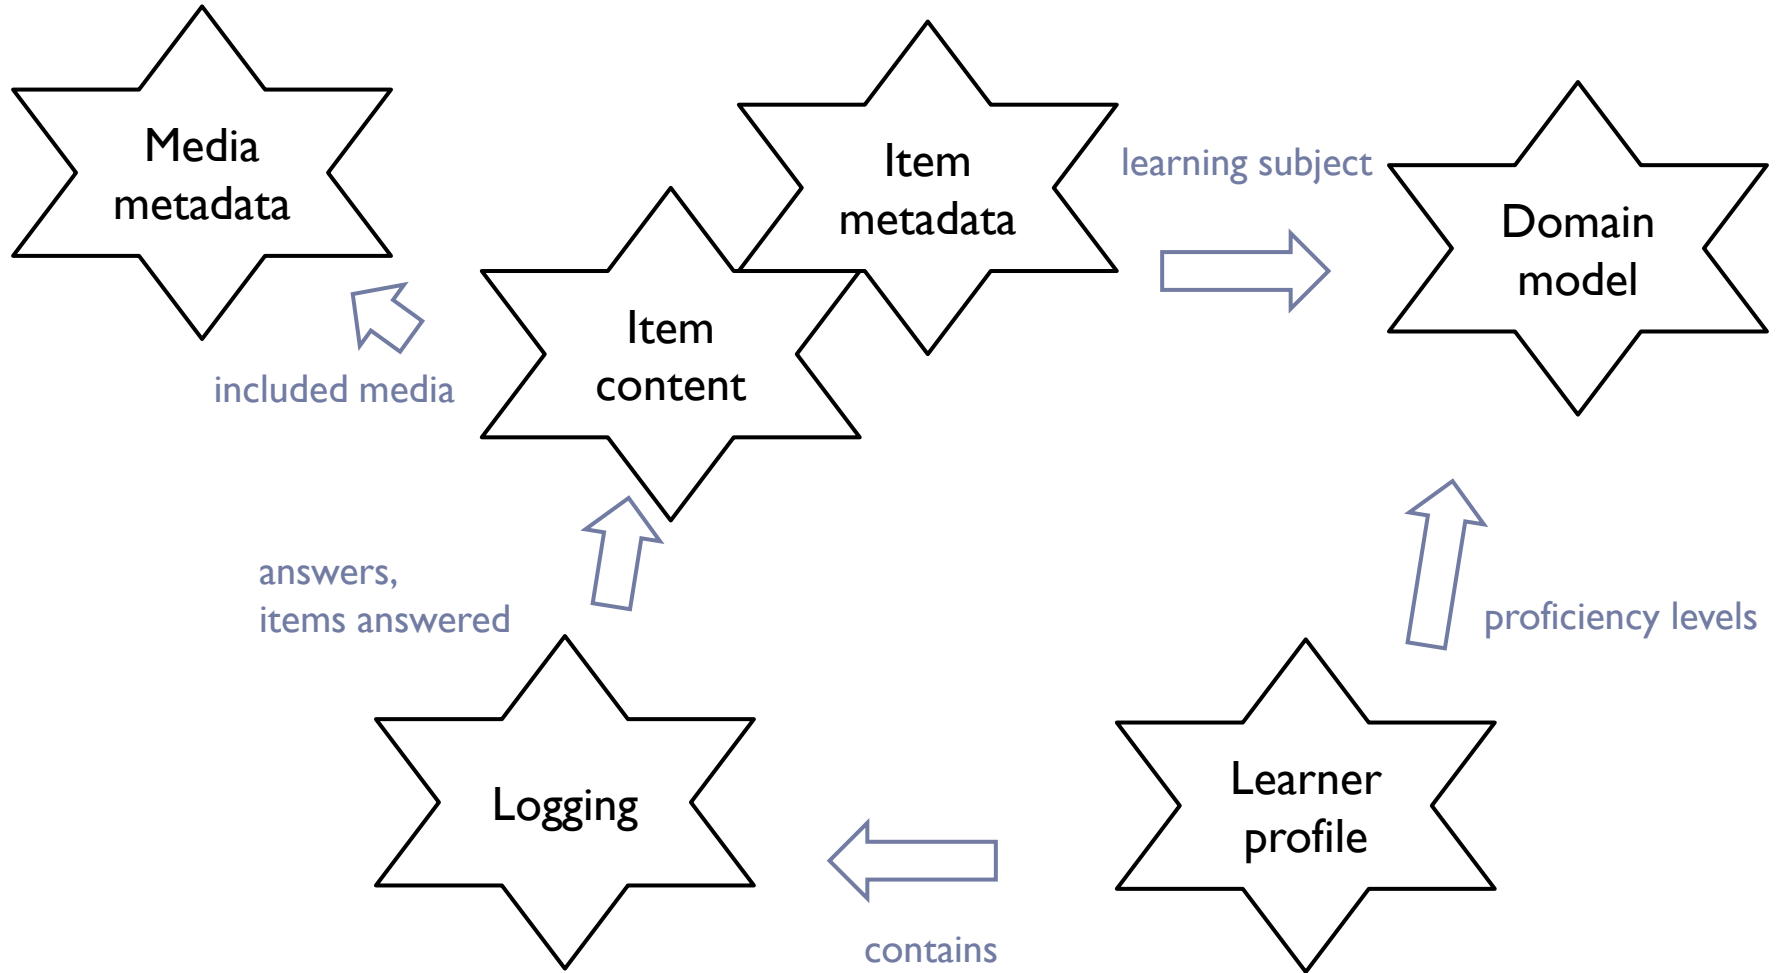 Media
metadata
Item
metadata
learning subject
Domain
model
Item
content
included media
answers,
items answered
proficiency levels
Logging
Learner
profile
contains